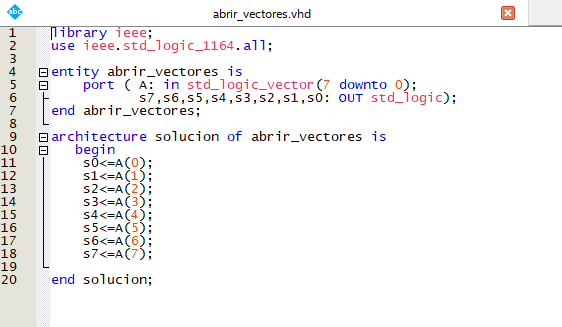 abc
abrir_vectores.vhd
1 library ieee;
2 use ieee.std_logic_1164.all;
3
4 entity abrir_vectores is
5 port ( A: in std_logic_vector(7 downto 0);
6 s7,s6,s5,s4,s3,s2,s1,s0: OUT std_logic);
7 end abrir_vectores;
8
9 architecture solucion of abrir_vectores is
10 begin
11 s0<=A(0);
12 s1<=A(1);
13 s2<=A(2);
14 s3<=A(3);
15 s4<=A(4);
16 s5<=A(5);
17 s6<=A(6);
18 s7<=A(7);
19
20 end solucion;